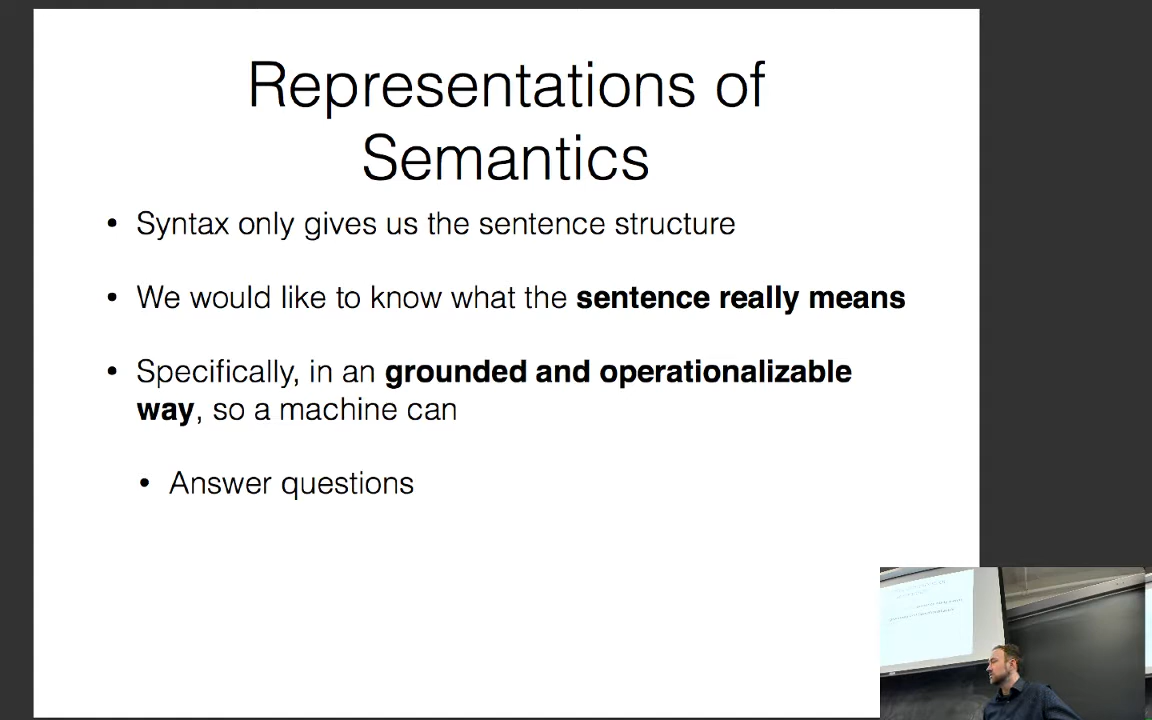 Representations of
Semantics
• Syntax only gives us the sentence structure
• We would like to know what the sentence really means
• Specifically, in an grounded and operationalizable
way, so a machine can
• Answer questions